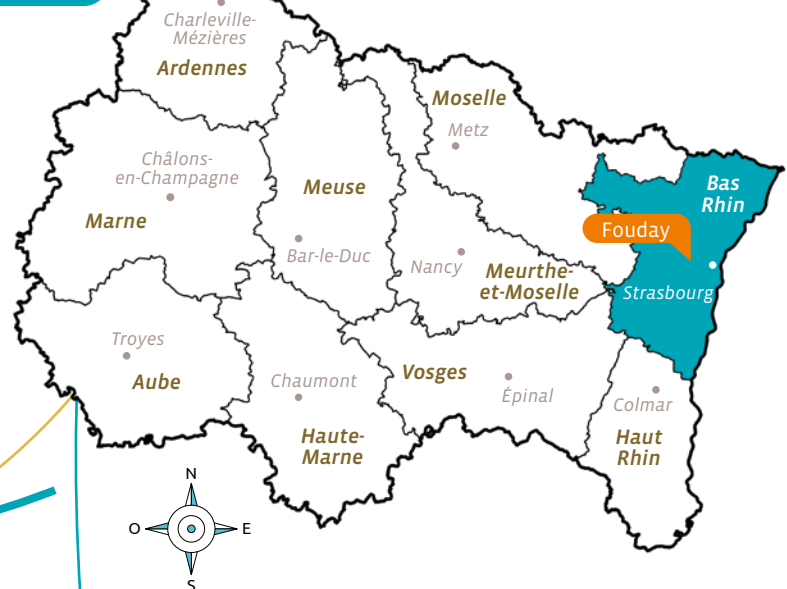 Charleville-
Mézières
Ardennes
Moselle
Metz
Châlons-
en-Champagne
Meuse
Bas
Rhin
Marne
Fouday
Bar-le-Duc
Nancy
Meurthe-
et-Moselle
Strasbourg
Troyes
Aube
Chaumont
Vosges
Épinal
Colmar
Haute-
Marne
Haut
Rhin
N
O
E
S